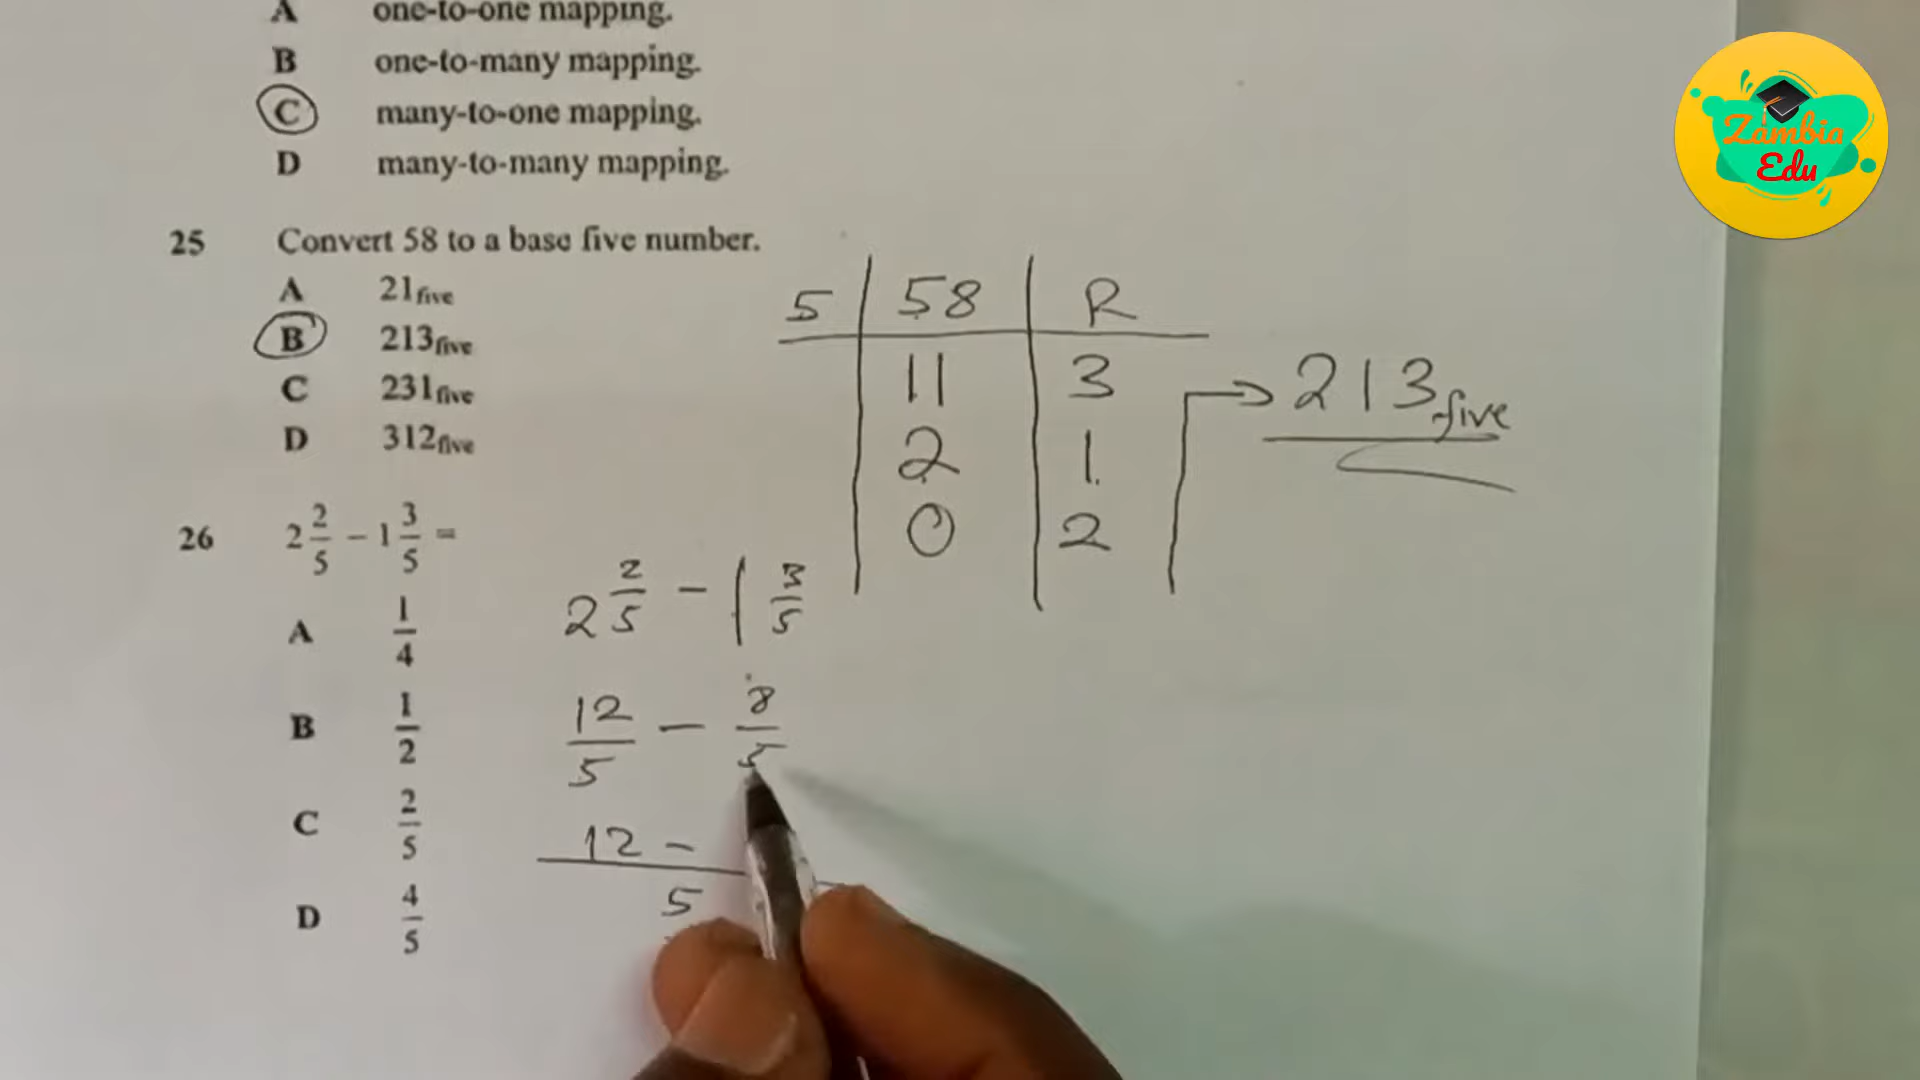 A one-to-one mapping.
B one-to-many mapping.
C many-to-one mapping.
D many-to-many mapping.
25 Convert 58 to a base five number.
A 21five
B 213five
C 231five
D 312five
5 58 R
11 3
2 1
0 2
213five
26 2 2/5 - 1 3/5 =
A 1/4
B 1/2
C 2/5
D 4/5
2 2/5 - 1 3/5
12/5 - 8/5
12 -
5
Zambia
Edu